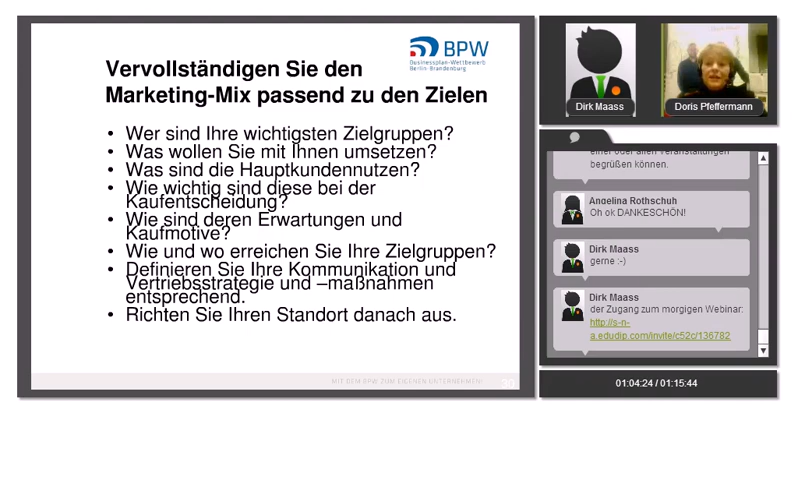 BPW
Businessplan-Wettbewerb
Berlin-Brandenburg
Vervollständigen Sie den
Marketing-Mix passend zu den Zielen
• Wer sind Ihre wichtigsten Zielgruppen?
• Was wollen Sie mit Ihnen umsetzen?
• Was sind die Hauptkundennutzen?
• Wie wichtig sind diese bei der
Kaufentscheidung?
• Wie sind deren Erwartungen und
Kaufmotive?
• Wie und wo erreichen Sie Ihre Zielgruppen?
• Definieren Sie Ihre Kommunikation und
Vertriebsstrategie und –maßnahmen
entsprechend.
• Richten Sie Ihren Standort danach aus.
MIT DEM BPW ZUM EIGENEN UNTERNEHMEN!
Dirk Maass
Doris Pfeffermann
einer oder allen Veranstaltungen
begrüßen können.
Angelina Rothschuh
Oh ok DANKESCHÖN!
Dirk Maass
gerne :-)
Dirk Maass
der Zugang zum morgigen Webinar:
http://s-n-
a.edudip.com/invite/c52c/136782
01:04:24 / 01:15:44